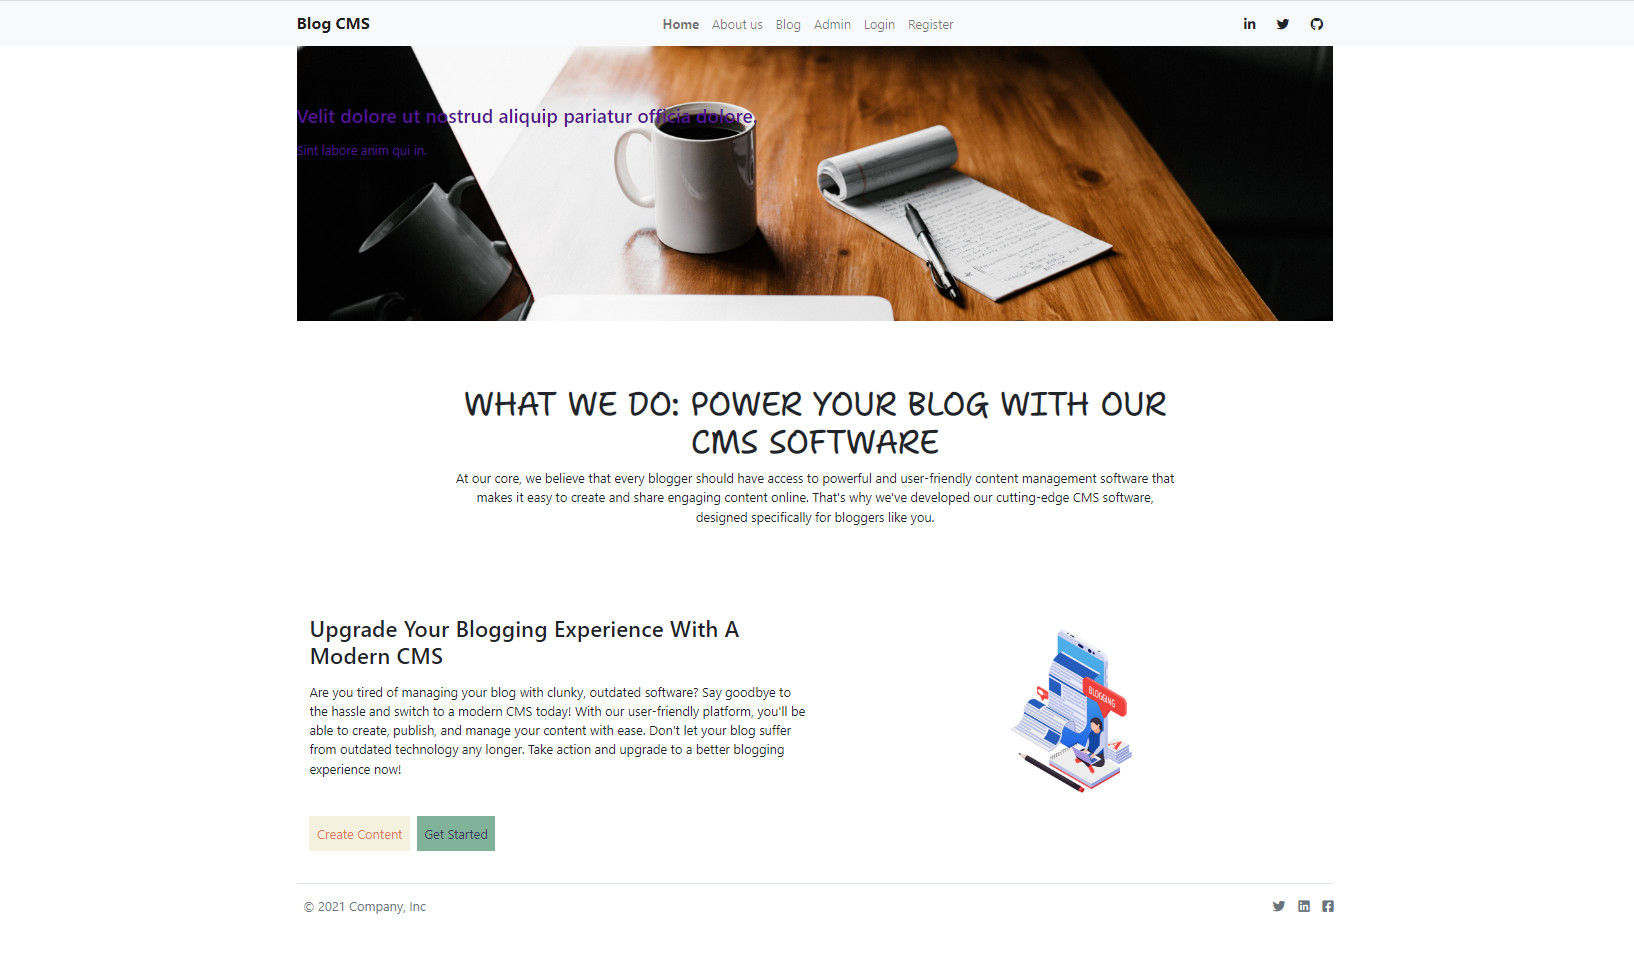 Blog CMS
Home About us Blog Admin Login Register
Velit dolore ut nostrud aliquip pariatur officia dolore.
Sint labore anim qui in.
WHAT WE DO: POWER YOUR BLOG WITH OUR
CMS SOFTWARE
At our core, we believe that every blogger should have access to powerful and user-friendly content management software that
makes it easy to create and share engaging content online. That's why we've developed our cutting-edge CMS software,
designed specifically for bloggers like you.
Upgrade Your Blogging Experience With A
Modern CMS
Are you tired of managing your blog with clunky, outdated software? Say goodbye to
the hassle and switch to a modern CMS today! With our user-friendly platform, you'll be
able to create, publish, and manage your content with ease. Don't let your blog suffer
from outdated technology any longer. Take action and upgrade to a better blogging
experience now!
BLOGGING
A
Create Content Get Started
© 2021 Company, Inc